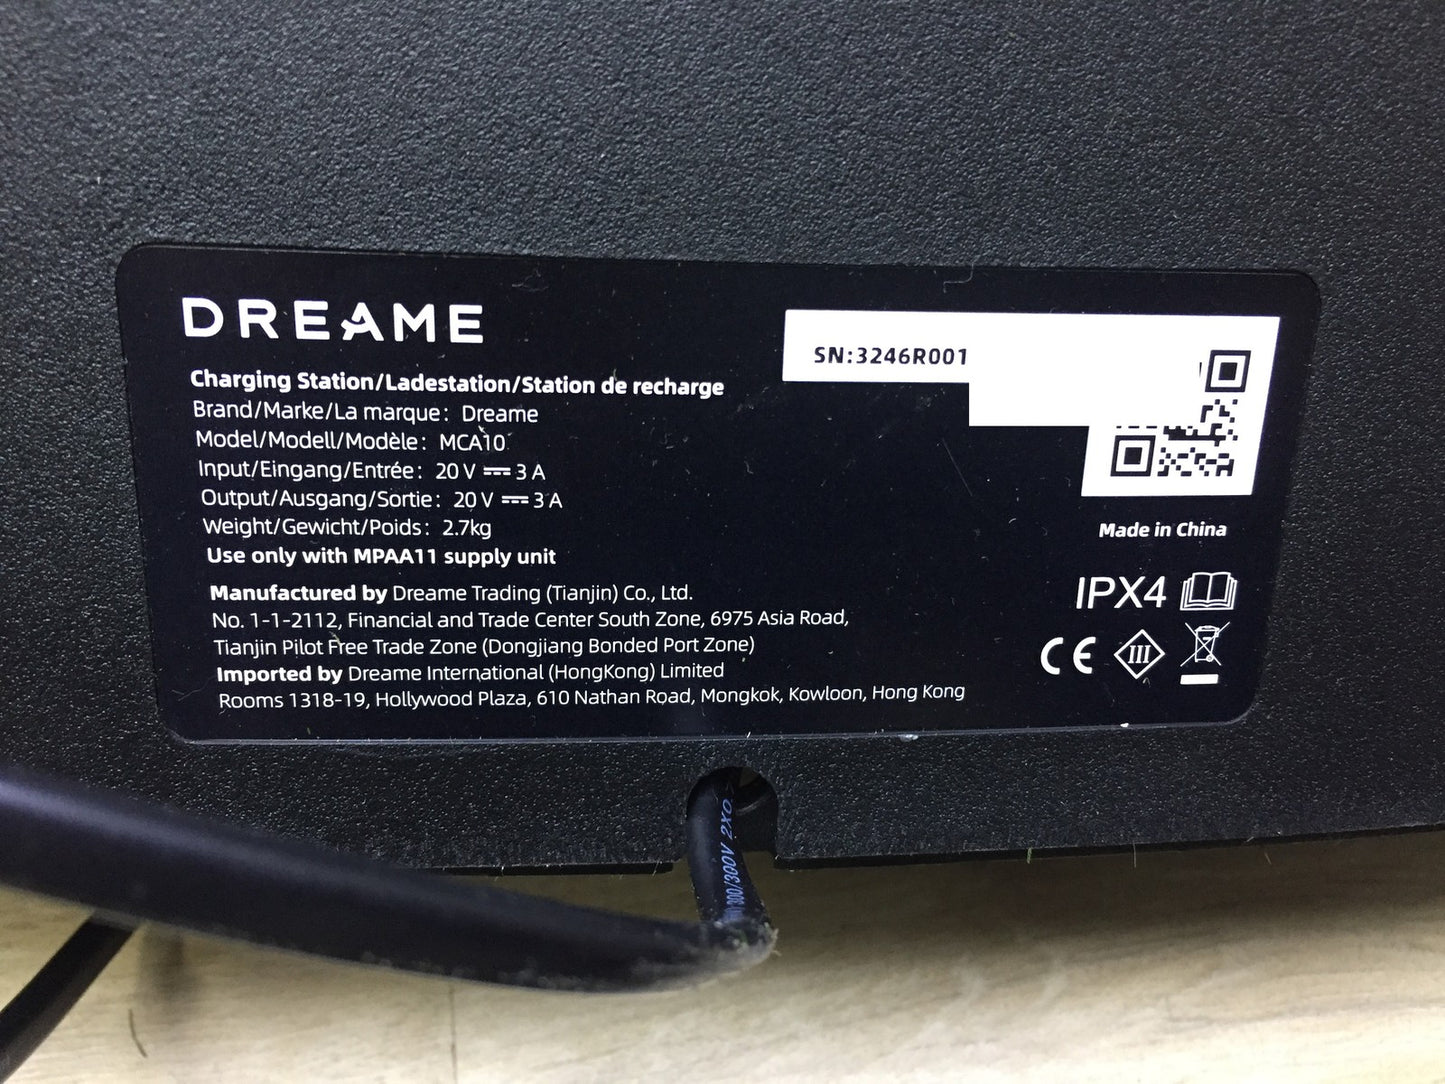 DREAME
SN:3246R001
Charging Station/Ladestation/Station de recharge
Brand/Marke/La marque: Dreame
Model/Modell/Modèle: MCA10
Input/Eingang/Entrée: 20 V ⎓ 3 A
Output/Ausgang/Sortie: 20 V ⎓ 3 A
Weight/Gewicht/Poids: 2.7kg
Use only with MPAA11 supply unit
Made in China
Manufactured by Dreame Trading (Tianjin) Co., Ltd.
No. 1-1-2112, Financial and Trade Center South Zone, 6975 Asia Road,
Tianjin Pilot Free Trade Zone (Dongjiang Bonded Port Zone)
Imported by Dreame International (HongKong) Limited
Rooms 1318-19, Hollywood Plaza, 610 Nathan Road, Mongkok, Kowloon, Hong Kong
IPX4
CE
III
300/300V 2X0.